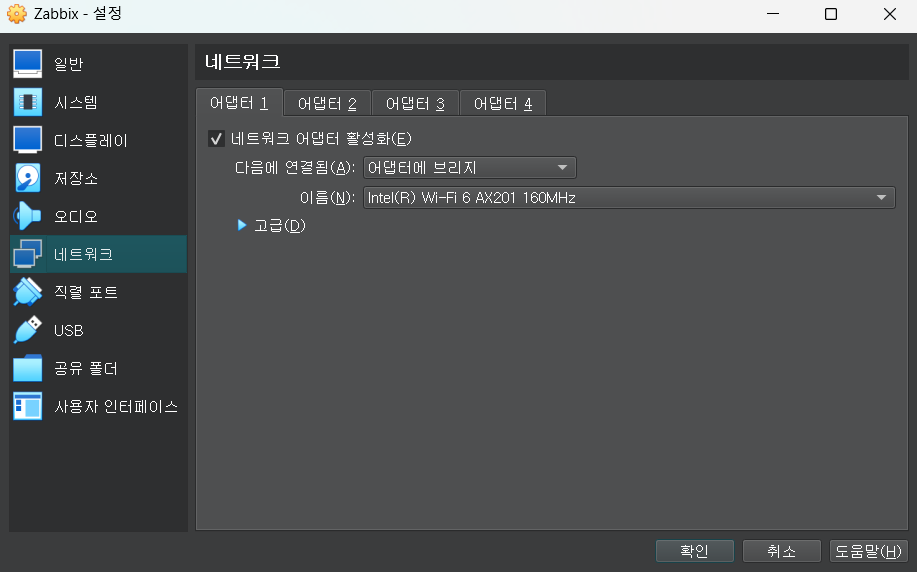 Zabbix - 설정
일반
시스템
디스플레이
저장소
오디오
네트워크
직렬 포트
USB
공유 폴더
사용자 인터페이스
네트워크
어댑터 1 어댑터 2 어댑터 3 어댑터 4
네트워크 어댑터 활성화(E)
다음에 연결됨(A): 어댑터에 브리지
이름(N): Intel(R) Wi-Fi 6 AX201 160MHz
고급(D)
확인 취소 도움말(H)